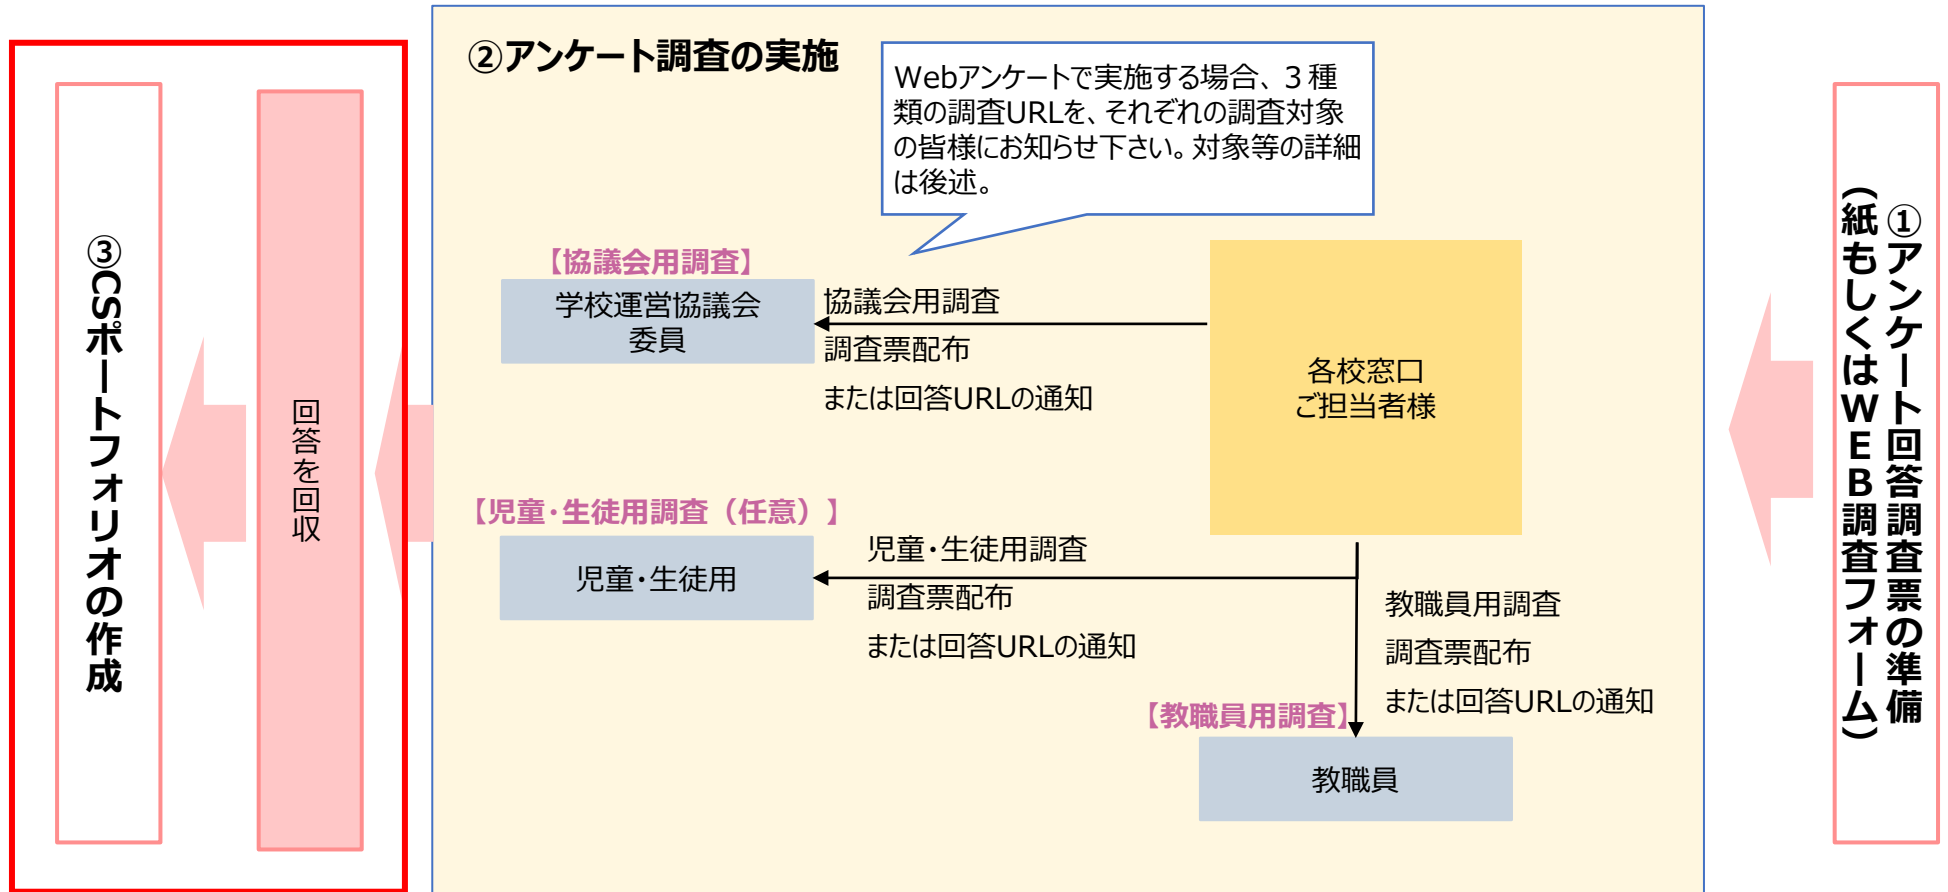 ①アンケート回答調査票の準備
（紙もしくはＷＥＢ調査フォーム）
②アンケート調査の実施
Webアンケートで実施する場合、３種
類の調査URLを、それぞれの調査対象
の皆様にお知らせ下さい。対象等の詳細
は後述。
【協議会用調査】
学校運営協議会
委員
協議会用調査
調査票配布
または回答URLの通知
各校窓口
ご担当者様
【児童・生徒用調査（任意）】
児童・生徒用
児童・生徒用調査
調査票配布
または回答URLの通知
教職員用調査
調査票配布
または回答URLの通知
【教職員用調査】
教職員
回答を回収
③CSポートフォリオの作成